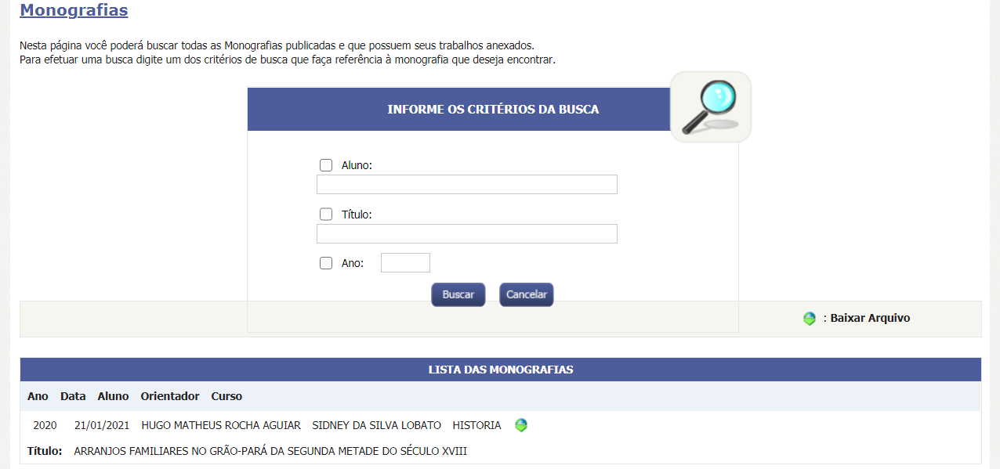 Monografias
Nesta página você poderá buscar todas as Monografias publicadas e que possuem seus trabalhos anexados.
Para efetuar uma busca digite um dos critérios de busca que faça referência à monografia que deseja encontrar.
INFORME OS CRITÉRIOS DA BUSCA
Aluno:
Título:
Ano:
Buscar Cancelar
: Baixar Arquivo
LISTA DAS MONOGRAFIAS
Ano Data Aluno Orientador Curso
2020 21/01/2021 HUGO MATHEUS ROCHA AGUIAR SIDNEY DA SILVA LOBATO HISTORIA
Título: ARRANJOS FAMILIARES NO GRÃO-PARÁ DA SEGUNDA METADE DO SÉCULO XVIII